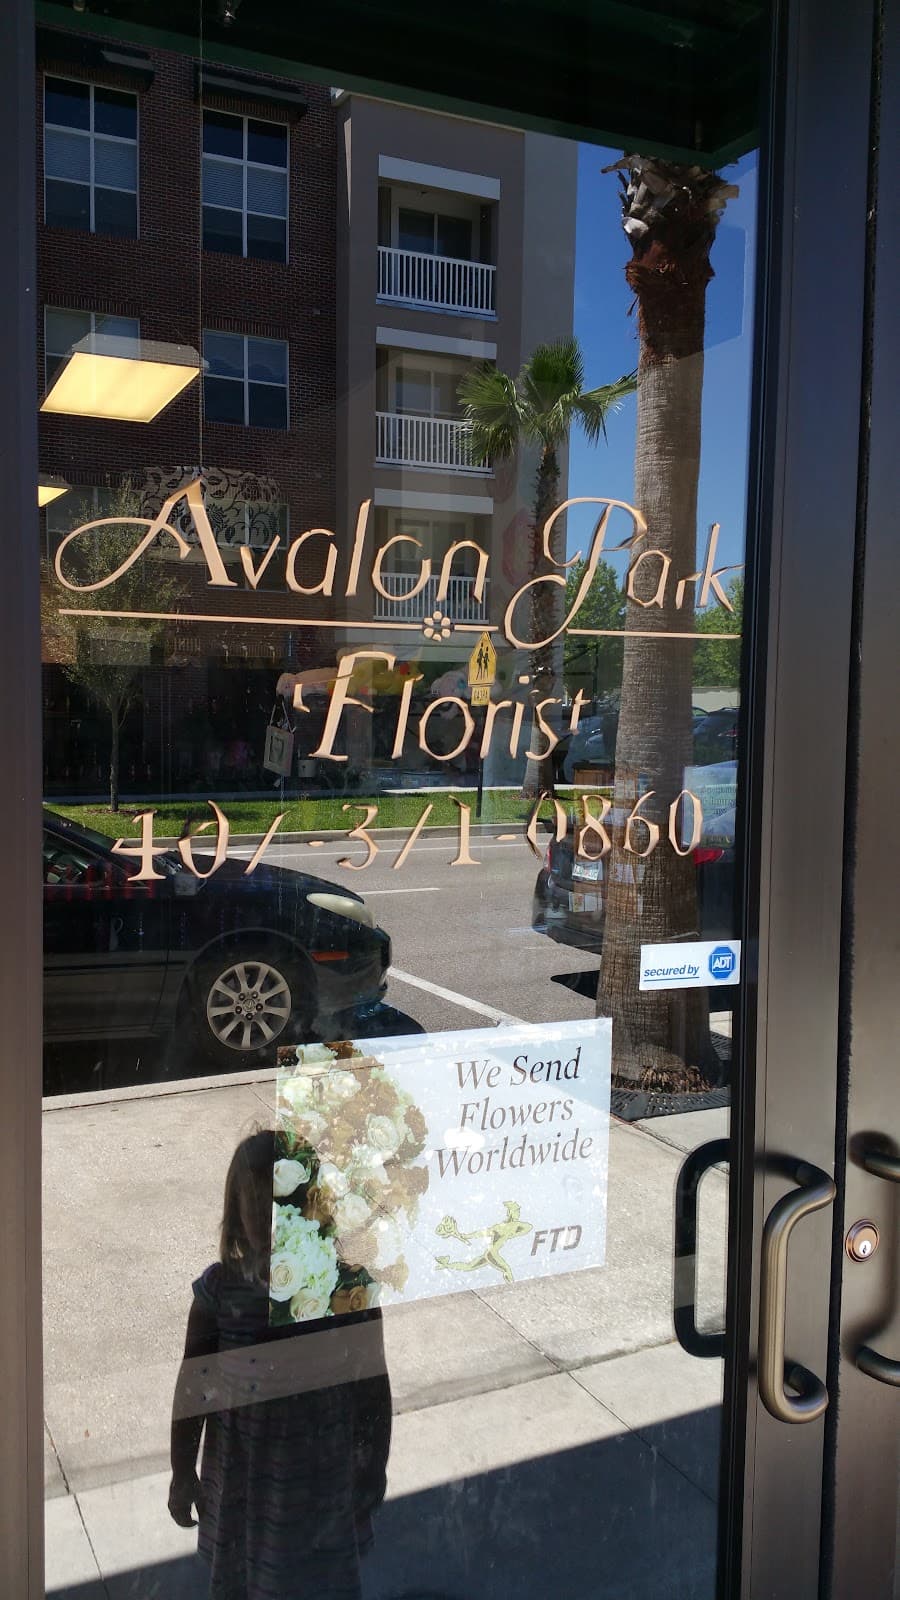 Avalon Park
Florist
407-371-0860
secured by ADT
We Send
Flowers
Worldwide
FTD